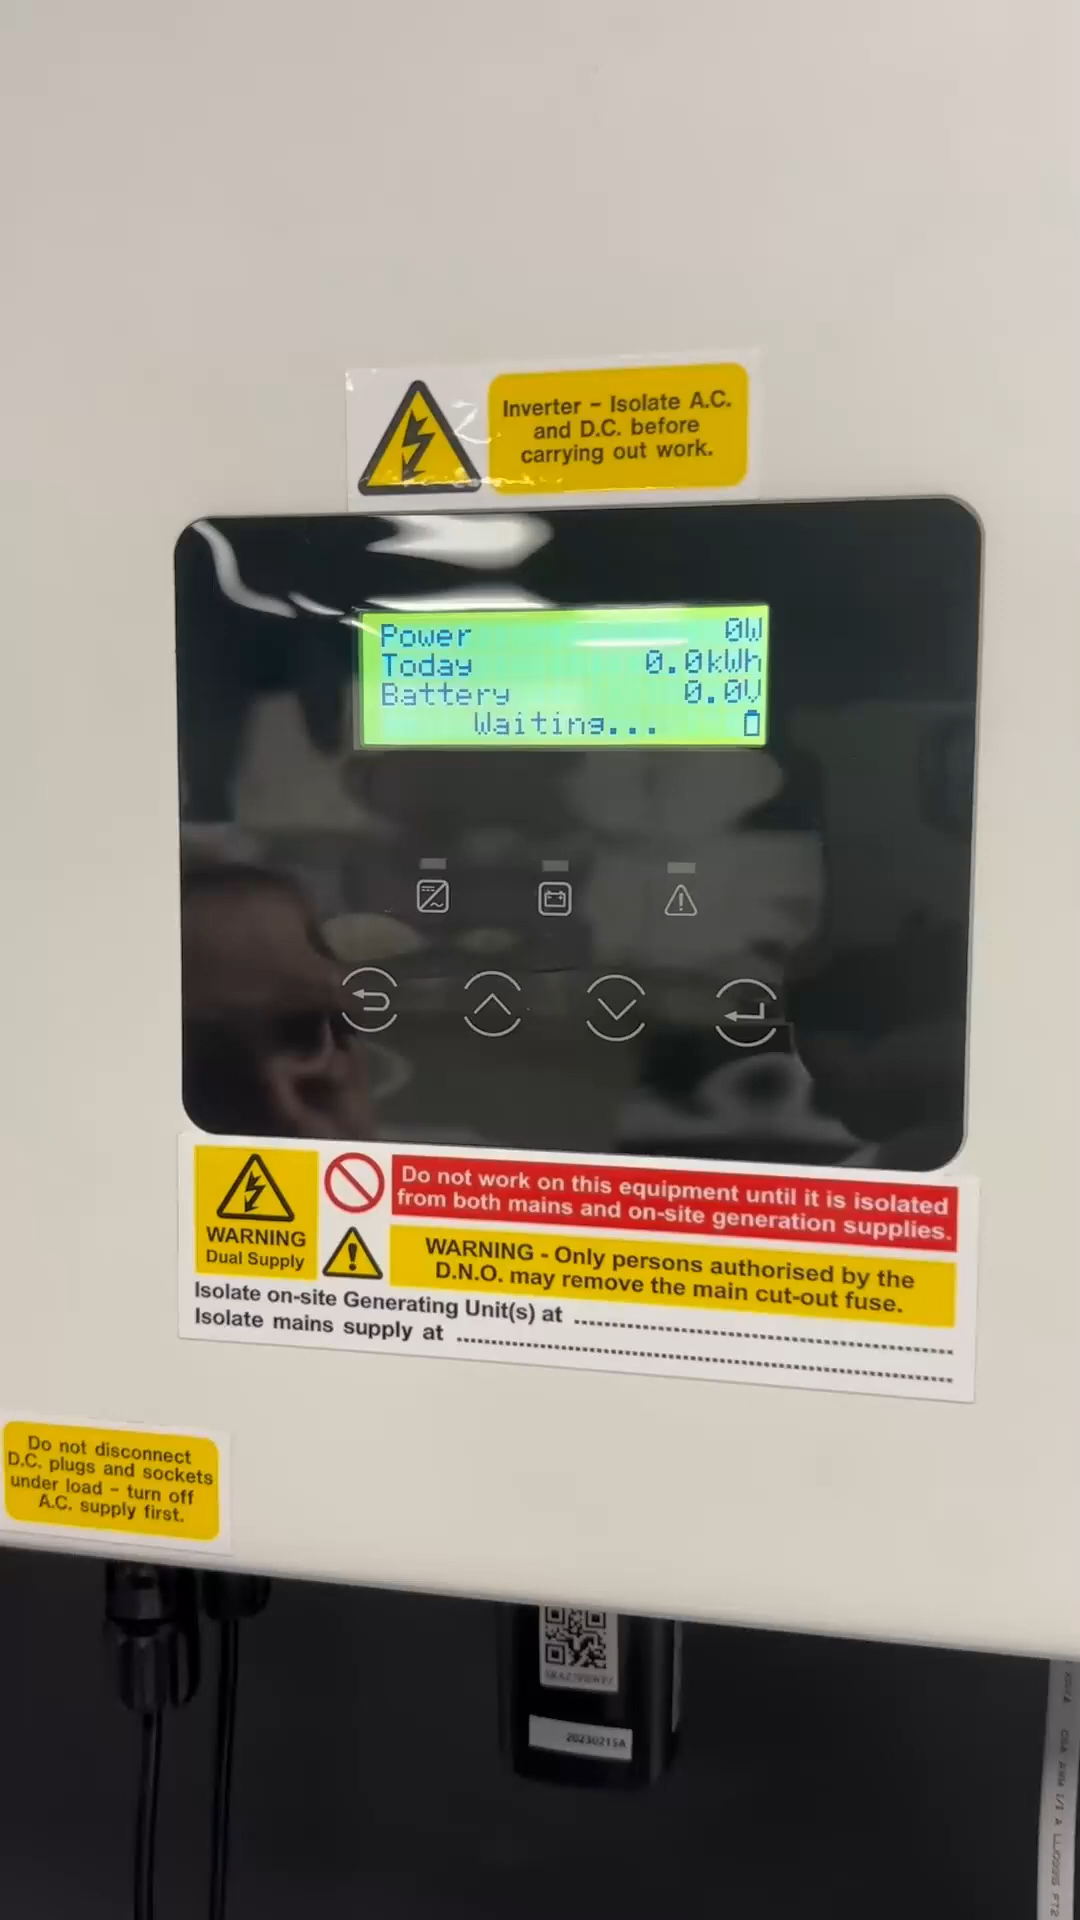 Inverter – Isolate A.C.
and D.C. before
carrying out work.
Power 0W
Today 0.0kWh
Battery 0.0V
Waiting...
WARNING
Dual Supply
Do not work on this equipment until it is isolated
from both mains and on-site generation supplies.
WARNING - Only persons authorised by the
D.N.O. may remove the main cut-out fuse.
Isolate on-site Generating Unit(s) at
Isolate mains supply at
Do not disconnect
D.C. plugs and sockets
under load – turn off
A.C. supply first.
20230215A